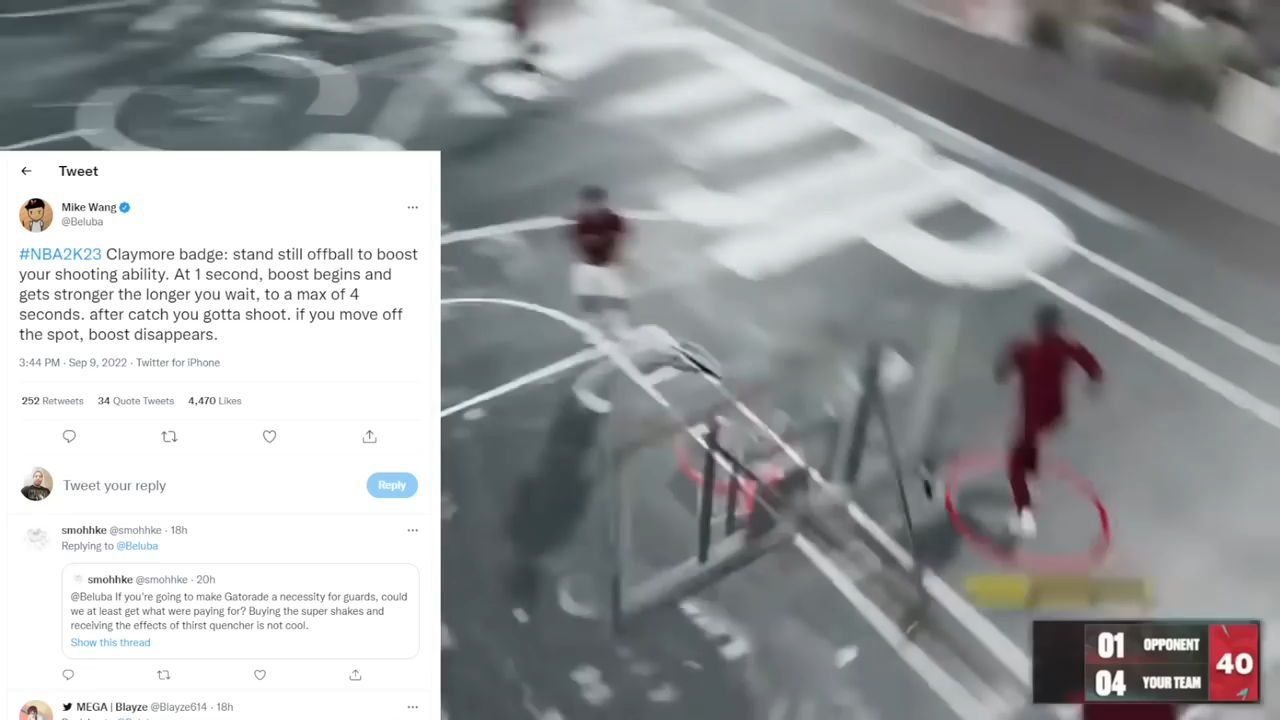 Tweet
Mike Wang
@Beluba
#NBA2K23 Claymore badge: stand still offball to boost
your shooting ability. At 1 second, boost begins and
gets stronger the longer you wait, to a max of 4
seconds. after catch you gotta shoot. if you move off
the spot, boost disappears.
3:44 PM · Sep 9, 2022 · Twitter for iPhone
252 Retweets 34 Quote Tweets 4,470 Likes
Tweet your reply Reply
smohhke @smohhke · 18h
Replying to @Beluba
smohhke @smohhke · 20h
@Beluba If you're going to make Gatorade a necessity for guards, could
we at least get what were paying for? Buying the super shakes and
receiving the effects of thirst quencher is not cool.
Show this thread
MEGA | Blayze @Blayze614 · 18h
01 OPPONENT
04 YOUR TEAM
40